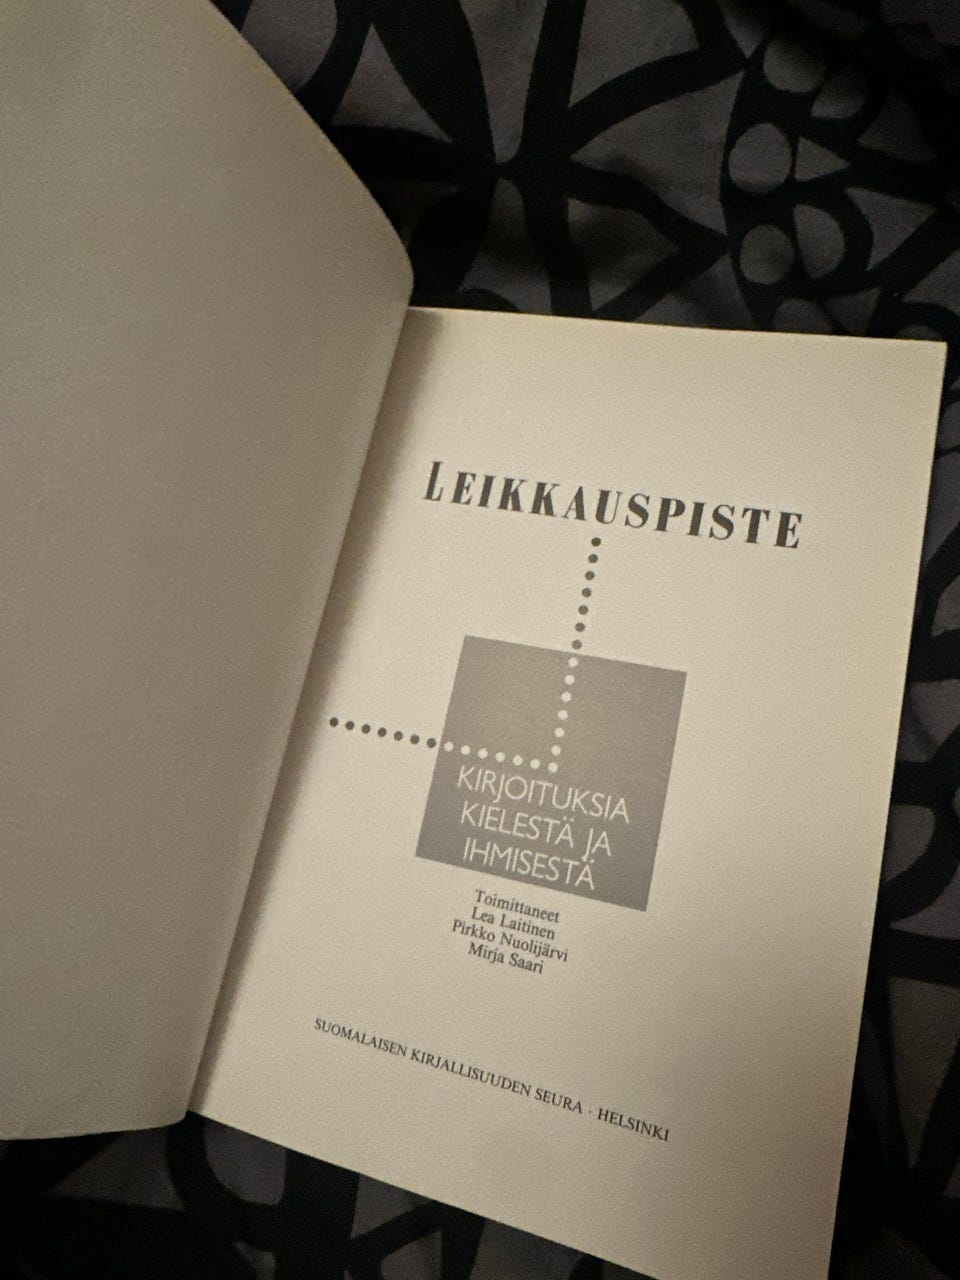 LEIKKAUSPISTE
KIRJOITUKSIA
KIELESTÄ JA
IHMISESTÄ
Toimittaneet
Lea Laitinen
Pirkko Nuolijärvi
Mirja Saari
SUOMALAISEN KIRJALLISUUDEN SEURA · HELSINKI